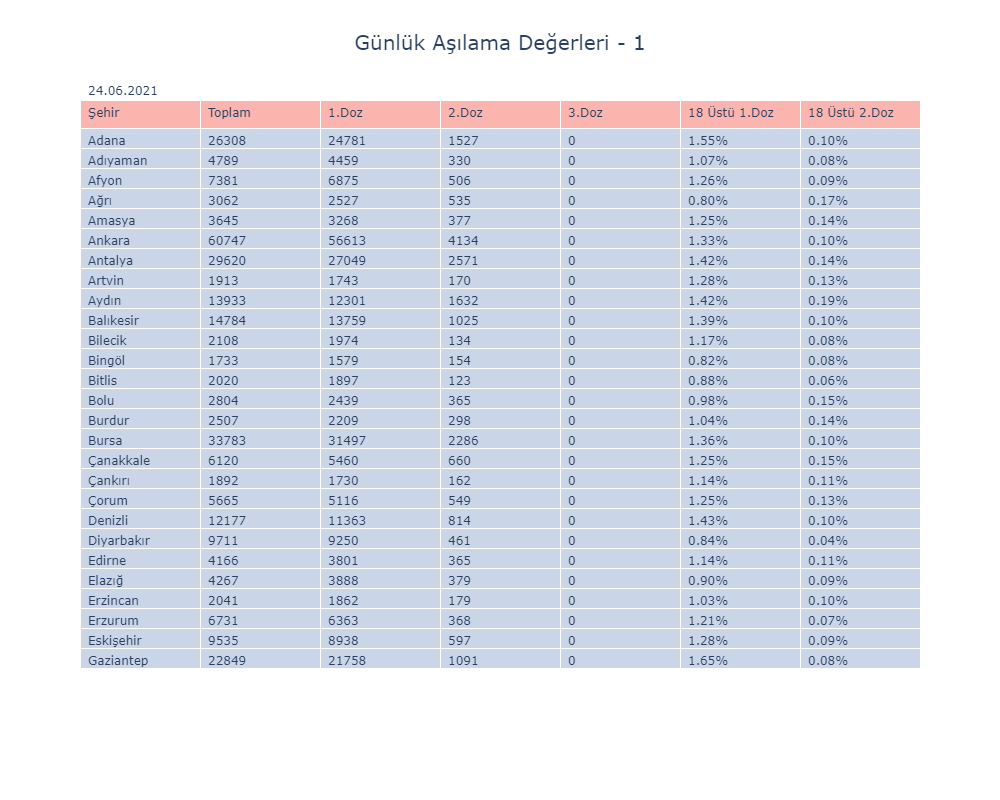 Günlük Aşılama Değerleri - 1
24.06.2021
Şehir Toplam 1.Doz 2.Doz 3.Doz 18 Üstü 1.Doz 18 Üstü 2.Doz
Adana 26308 24781 1527 0 1.55% 0.10%
Adıyaman 4789 4459 330 0 1.07% 0.08%
Afyon 7381 6875 506 0 1.26% 0.09%
Ağrı 3062 2527 535 0 0.80% 0.17%
Amasya 3645 3268 377 0 1.25% 0.14%
Ankara 60747 56613 4134 0 1.33% 0.10%
Antalya 29620 27049 2571 0 1.42% 0.14%
Artvin 1913 1743 170 0 1.28% 0.13%
Aydın 13933 12301 1632 0 1.42% 0.19%
Balıkesir 14784 13759 1025 0 1.39% 0.10%
Bilecik 2108 1974 134 0 1.17% 0.08%
Bingöl 1733 1579 154 0 0.82% 0.08%
Bitlis 2020 1897 123 0 0.88% 0.06%
Bolu 2804 2439 365 0 0.98% 0.15%
Burdur 2507 2209 298 0 1.04% 0.14%
Bursa 33783 31497 2286 0 1.36% 0.10%
Çanakkale 6120 5460 660 0 1.25% 0.15%
Çankırı 1892 1730 162 0 1.14% 0.11%
Çorum 5665 5116 549 0 1.25% 0.13%
Denizli 12177 11363 814 0 1.43% 0.10%
Diyarbakır 9711 9250 461 0 0.84% 0.04%
Edirne 4166 3801 365 0 1.14% 0.11%
Elazığ 4267 3888 379 0 0.90% 0.09%
Erzincan 2041 1862 179 0 1.03% 0.10%
Erzurum 6731 6363 368 0 1.21% 0.07%
Eskişehir 9535 8938 597 0 1.28% 0.09%
Gaziantep 22849 21758 1091 0 1.65% 0.08%